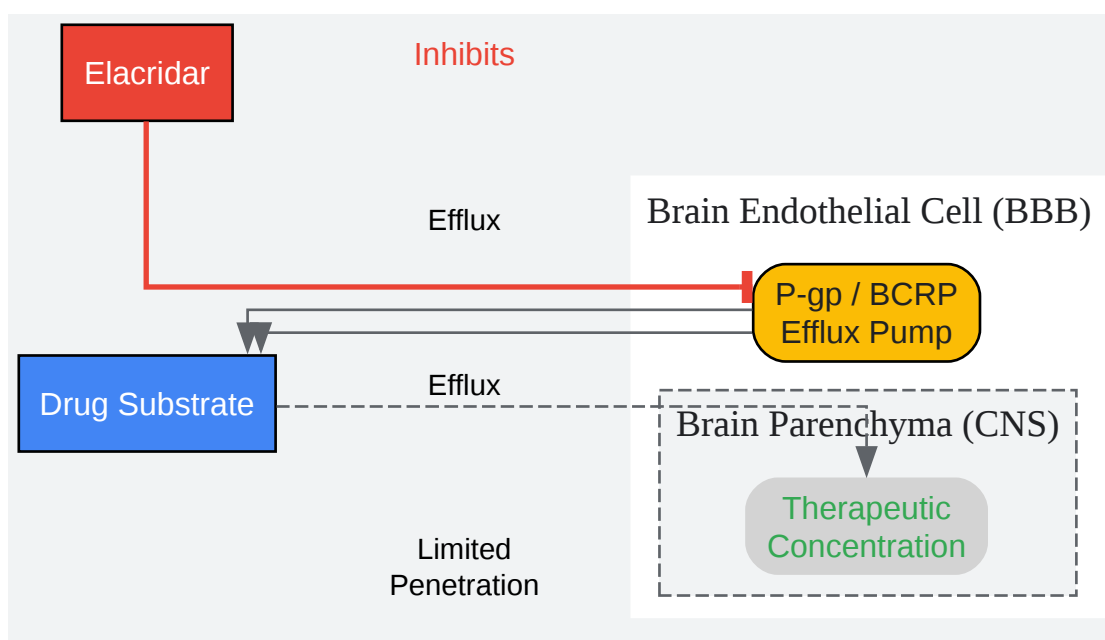 Elacridar
Inhibits
Efflux
Brain Endothelial Cell (BBB)
P-gp / BCRP
Efflux Pump
Drug Substrate
Efflux
Brain Parenchyma (CNS)
Therapeutic
Concentration
Limited
Penetration